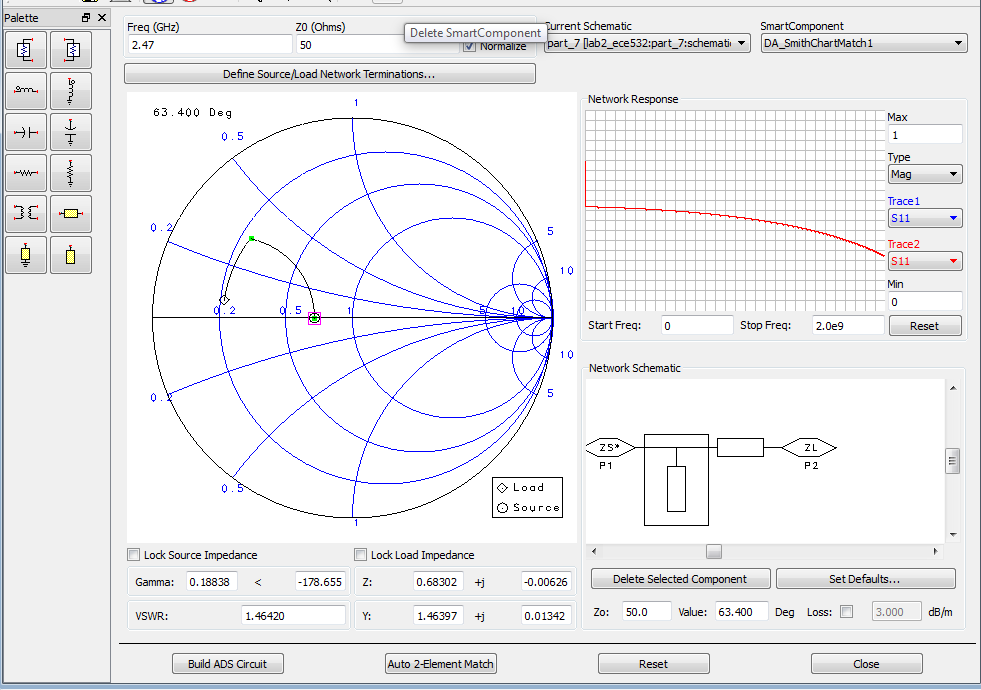 Palette
Freq (GHz)
2.47
Z0 (Ohms)
50
Delete SmartComponent
Normalize
Current Schematic
part_7 [lab2_ece532:part_7:schemati
SmartComponent
DA_SmithChartMatch1
Define Source/Load Network Terminations...
63.400 Deg
1
0.5
0.2
5
10
0.2
0.5
1
5
10
10
5
0.2
0.5
1
Load
Source
Network Response
Max
1
Type
Mag
Trace1
S11
Trace2
S11
Min
0
Start Freq:
0
Stop Freq:
2.0e9
Reset
Network Schematic
ZS*
P1
ZL
P2
Lock Source Impedance
Lock Load Impedance
Gamma:
0.18838
<
-178.655
Z:
0.68302
+j
-0.00626
VSWR:
1.46420
Y:
1.46397
+j
0.01342
Delete Selected Component
Set Defaults...
Zo:
50.0
Value:
63.400
Deg
Loss:
3.000
dB/m
Build ADS Circuit
Auto 2-Element Match
Reset
Close